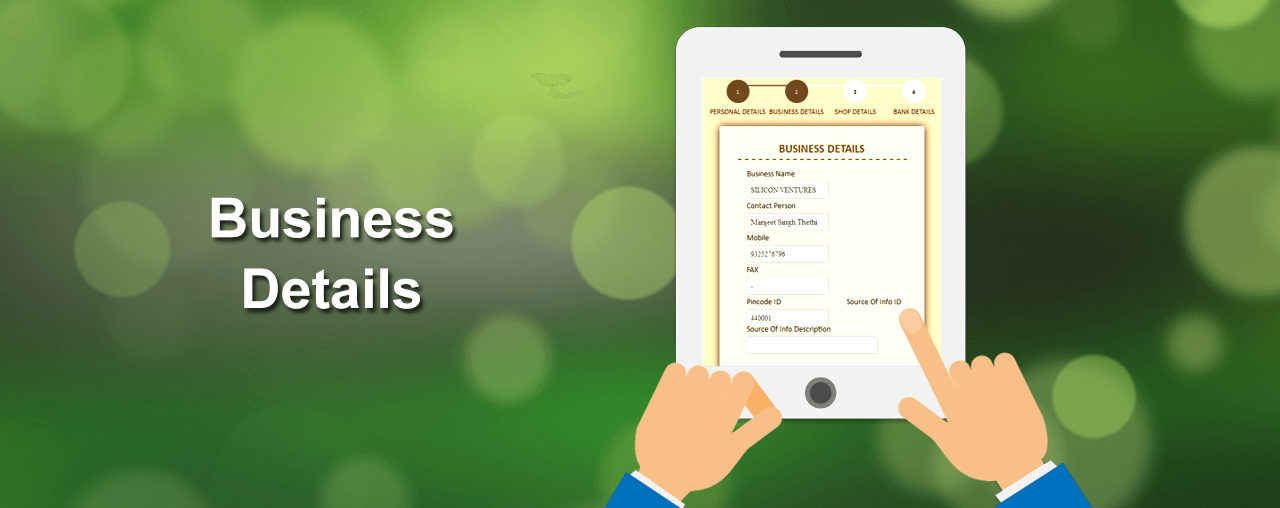 Business
Details
1 2 3 4
PERSONAL DETAILS BUSINESS DETAILS SHOP DETAILS BANK DETAILS
BUSINESS DETAILS
Business Name
SILICON VENTURES
Contact Person
Manjeet Singh Thethi
Mobile
9325276796
FAX
-
Pincode ID Source Of Info ID
440001
Source Of Info Description